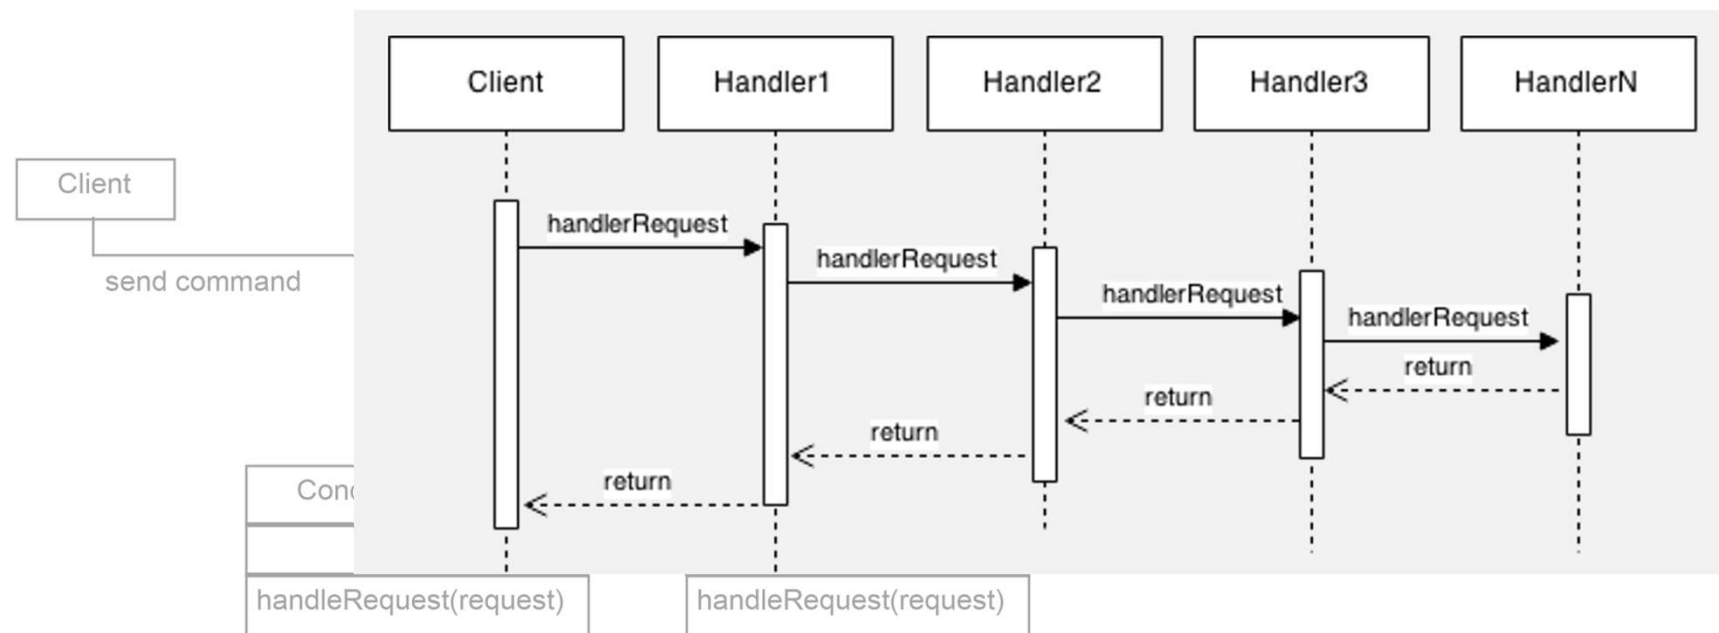 Client
Handler1
Handler2
Handler3
HandlerN
Client
handlerRequest
handlerRequest
send command
handlerRequest
handlerRequest
return
return
return
return
handleRequest(request)
handleRequest(request)